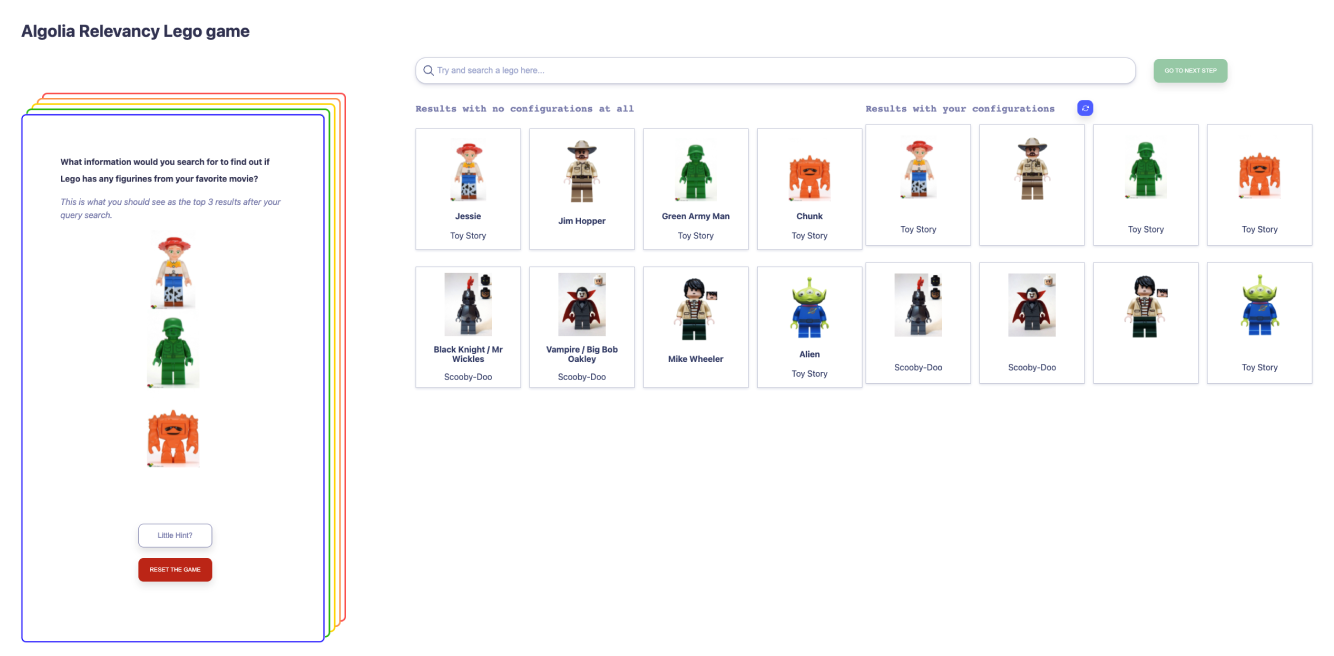 Algolia Relevancy Lego game
Try and search a lego here...
GO TO NEXT STEP
What information would you search for to find out if
Lego has any figurines from your favorite movie?
This is what you should see as the top 3 results after your
query search.
Little Hint?
RESET THE GAME
Results with no configurations at all
Jessie
Toy Story
Jim Hopper
Green Army Man
Toy Story
Chunk
Toy Story
Black Knight / Mr
Wickles
Scooby-Doo
Vampire / Big Bob
Oakley
Scooby-Doo
Mike Wheeler
Alien
Toy Story
Results with your configurations
Toy Story
Toy Story
Toy Story
Scooby-Doo
Scooby-Doo
Toy Story